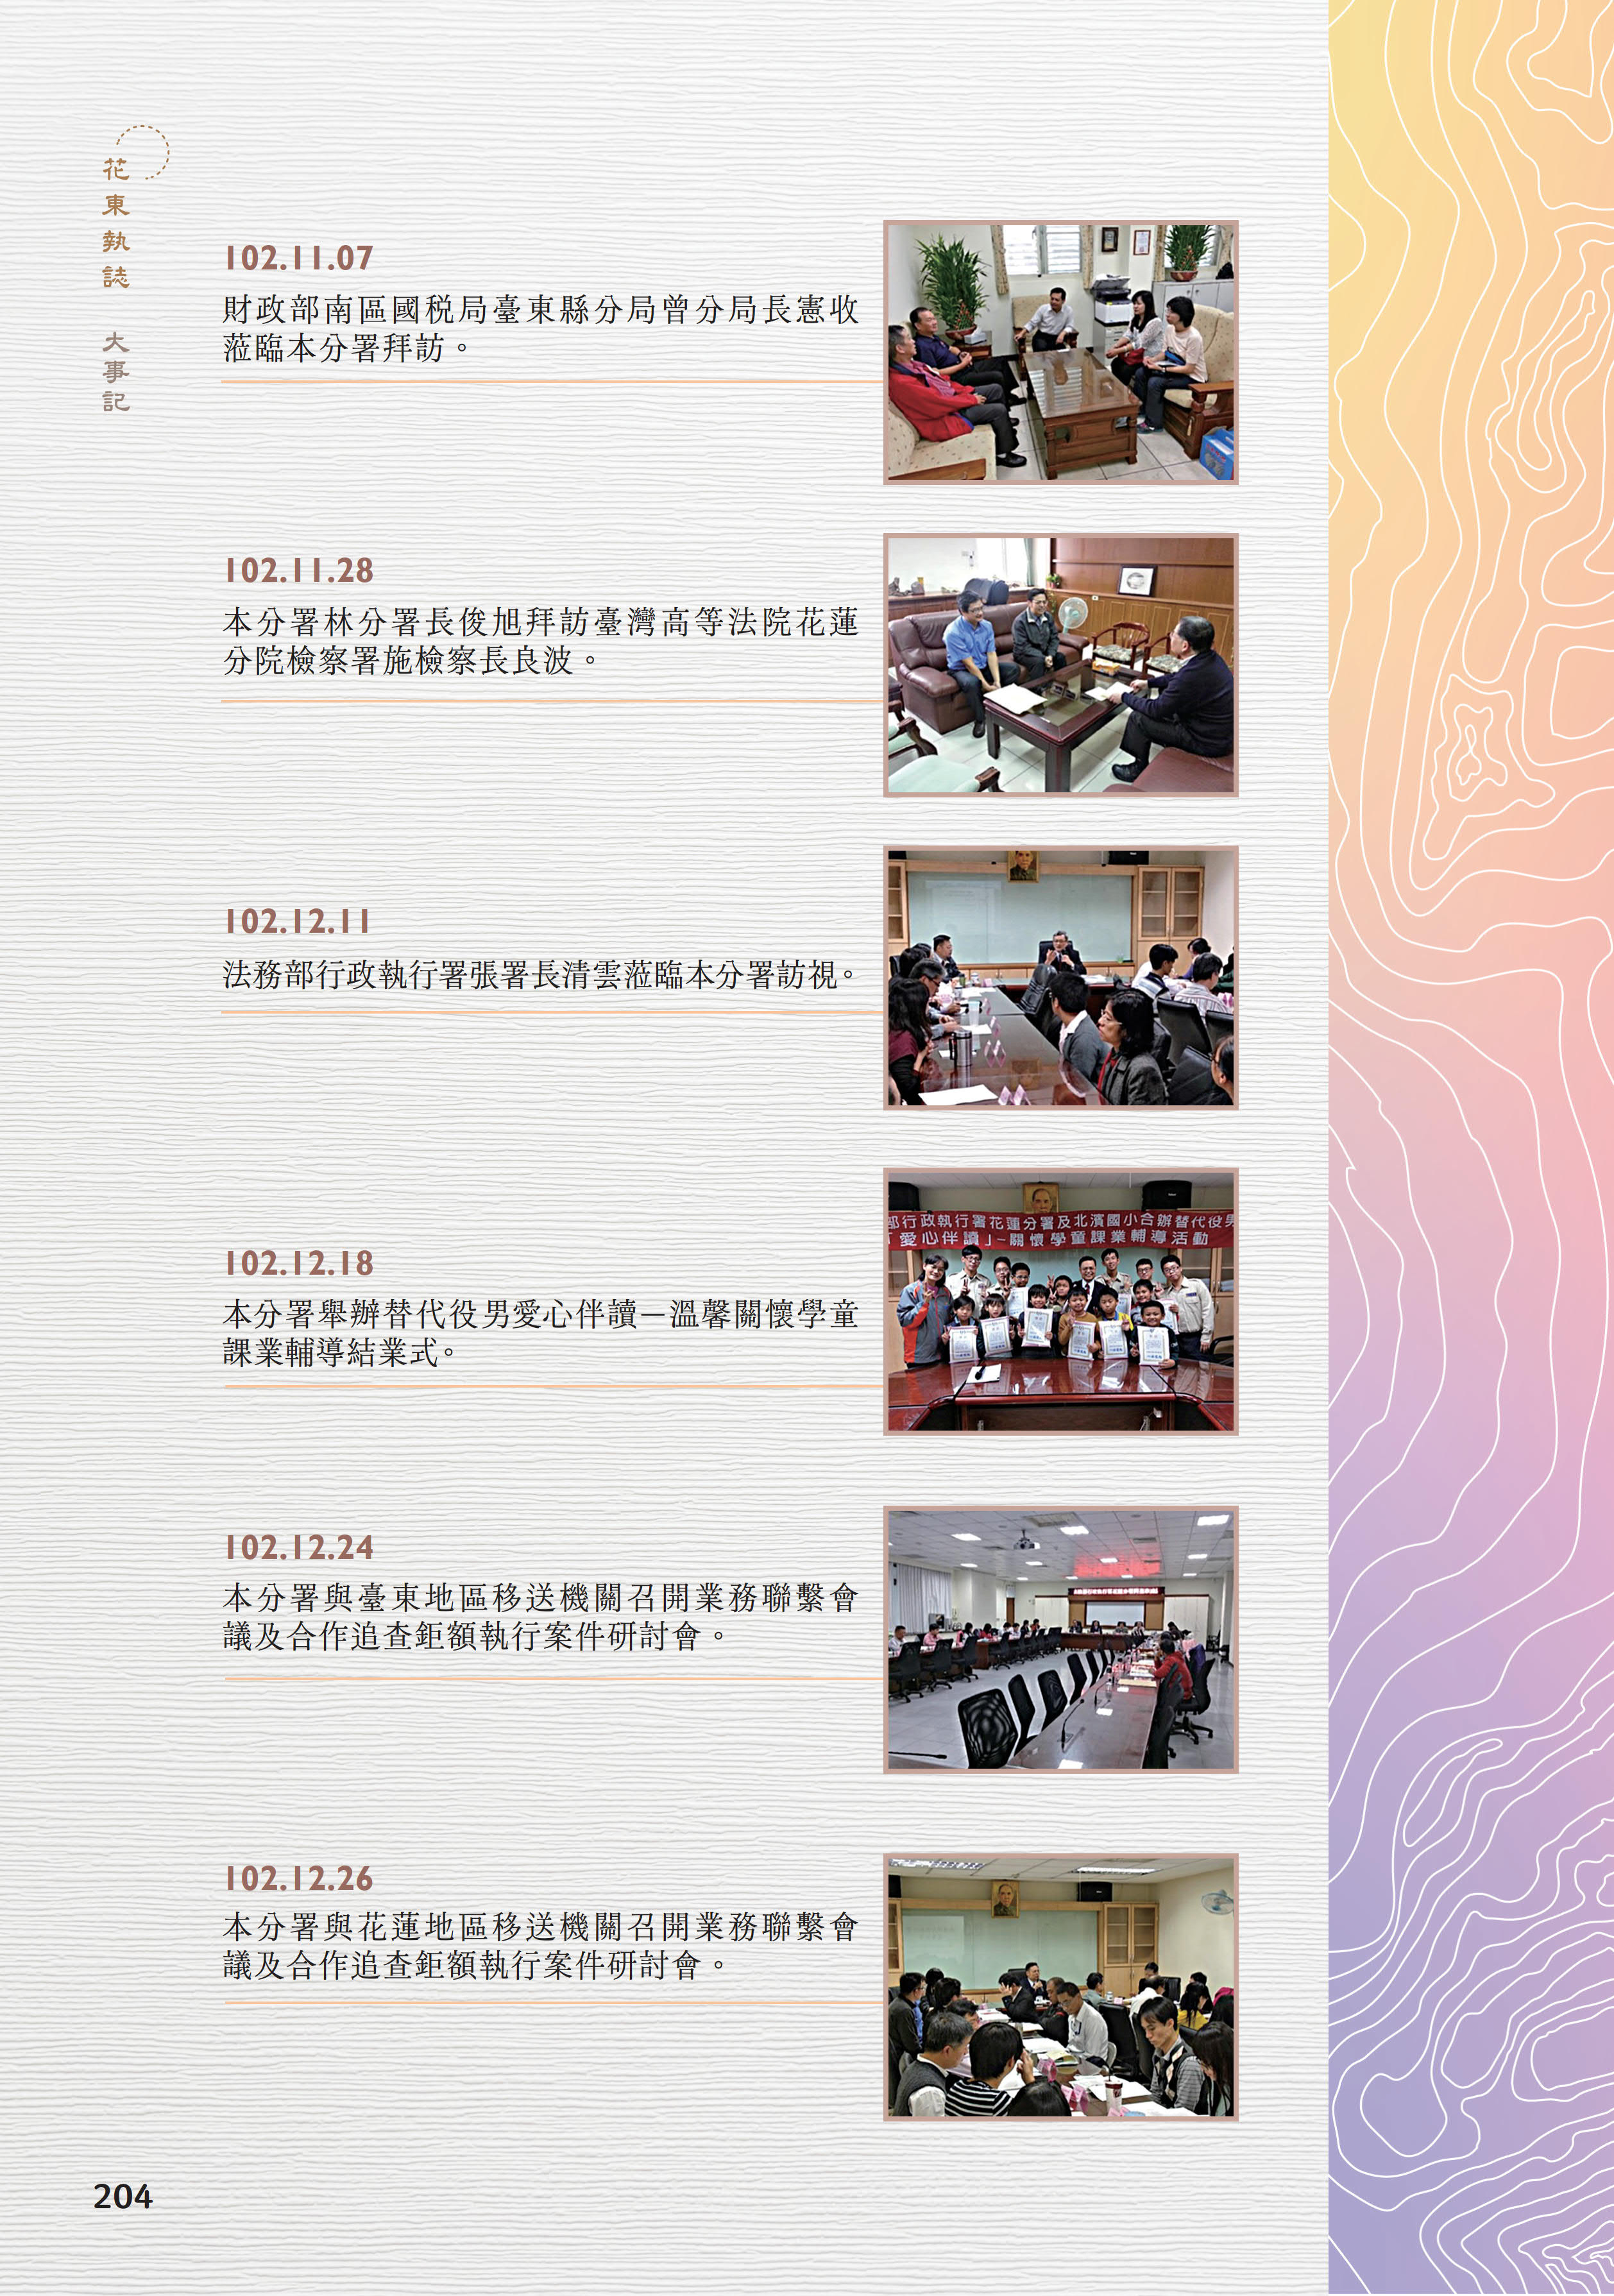 花東執誌 大事記
102.11.07
財政部南區國稅局臺東縣分局曾分局長憲收
蒞臨本分署拜訪。
102.11.28
本分署林分署長俊旭拜訪臺灣高等法院花蓮
分院檢察署施檢察長良波。
102.12.11
法務部行政執行署張署長清雲蒞臨本分署訪視。
102.12.18
本分署舉辦替代役男愛心伴讀－溫馨關懷學童
課業輔導結業式。
部行政執行署花蓮分署及北濱國小合辦替代役男
「愛心伴讀」~關懷學童課業輔導活動
102.12.24
本分署與臺東地區移送機關召開業務聯繫會
議及合作追查鉅額執行案件研討會。
102.12.26
本分署與花蓮地區移送機關召開業務聯繫會
議及合作追查鉅額執行案件研討會。
204